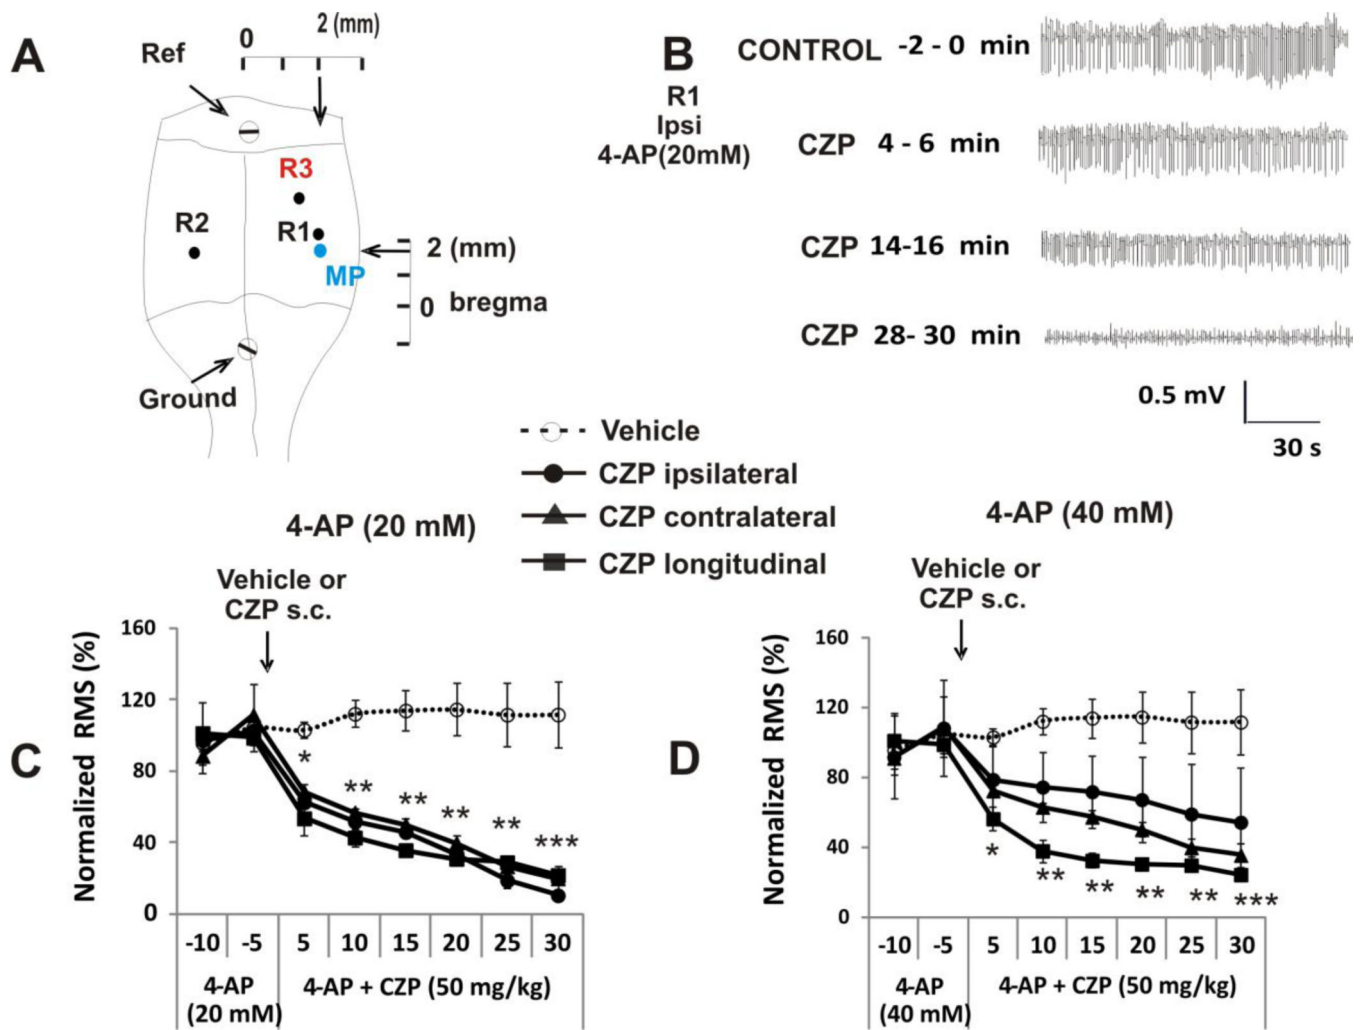 A
Ref
0
2 (mm)
R3
R2
R1
MP
2 (mm)
0
bregma
Ground
B
CONTROL -2 - 0 min
R1
Ipsi
4-AP(20mM)
CZP 4 - 6 min
CZP 14-16 min
CZP 28- 30 min
0.5 mV
30 s
Vehicle
CZP ipsilateral
CZP contralateral
CZP longitudinal
C
4-AP (20 mM)
Vehicle or
CZP s.c.
Normalized RMS (%)
160
120
80
40
0
*
**
**
**
**
***
-10 -5 5 10 15 20 25 30
4-AP
(20 mM)
4-AP + CZP (50 mg/kg)
D
4-AP (40 mM)
Vehicle or
CZP s.c.
Normalized RMS (%)
160
120
80
40
0
*
**
**
**
**
***
-10 -5 5 10 15 20 25 30
4-AP
(40 mM)
4-AP + CZP (50 mg/kg)